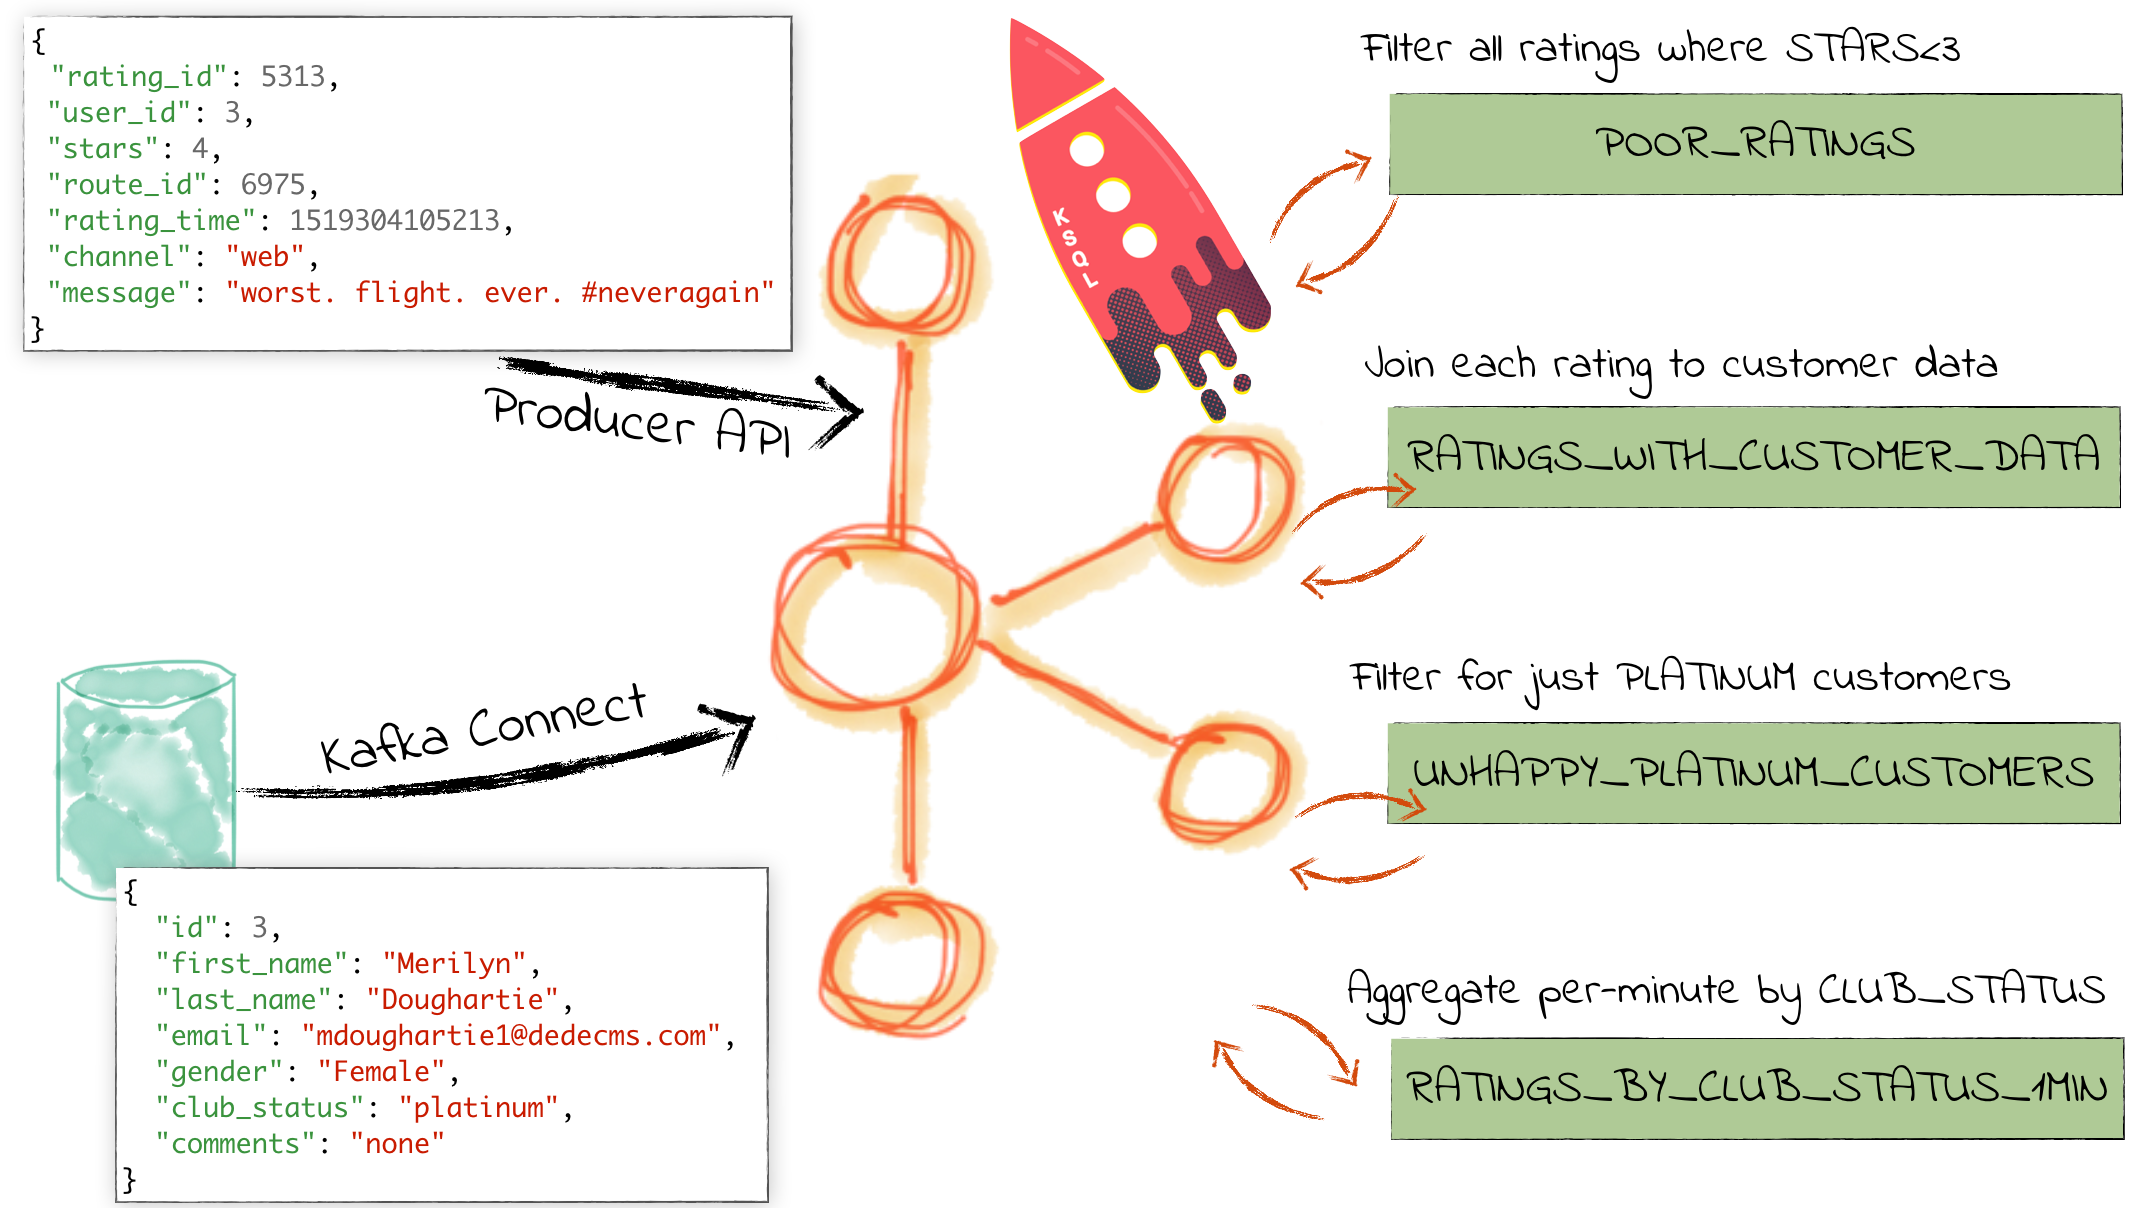 {
"rating_id": 5313,
"user_id": 3,
"stars": 4,
"route_id": 6975,
"rating_time": 1519304105213,
"channel": "web",
"message": "worst. flight. ever. #neveragain"
}
Producer API
KSQL
Filter all ratings where STARS<3
POOR_RATINGS
Join each rating to customer data
RATINGS_WITH_CUSTOMER_DATA
Kafka Connect
Filter for just PLATINUM customers
UNHAPPY_PLATINUM_CUSTOMERS
{
"id": 3,
"first_name": "Merilyn",
"last_name": "Doughartie",
"email": "mdoughartie1@dedecms.com",
"gender": "Female",
"club_status": "platinum",
"comments": "none"
}
Aggregate per-minute by CLUB_STATUS
RATINGS_BY_CLUB_STATUS_1MIN